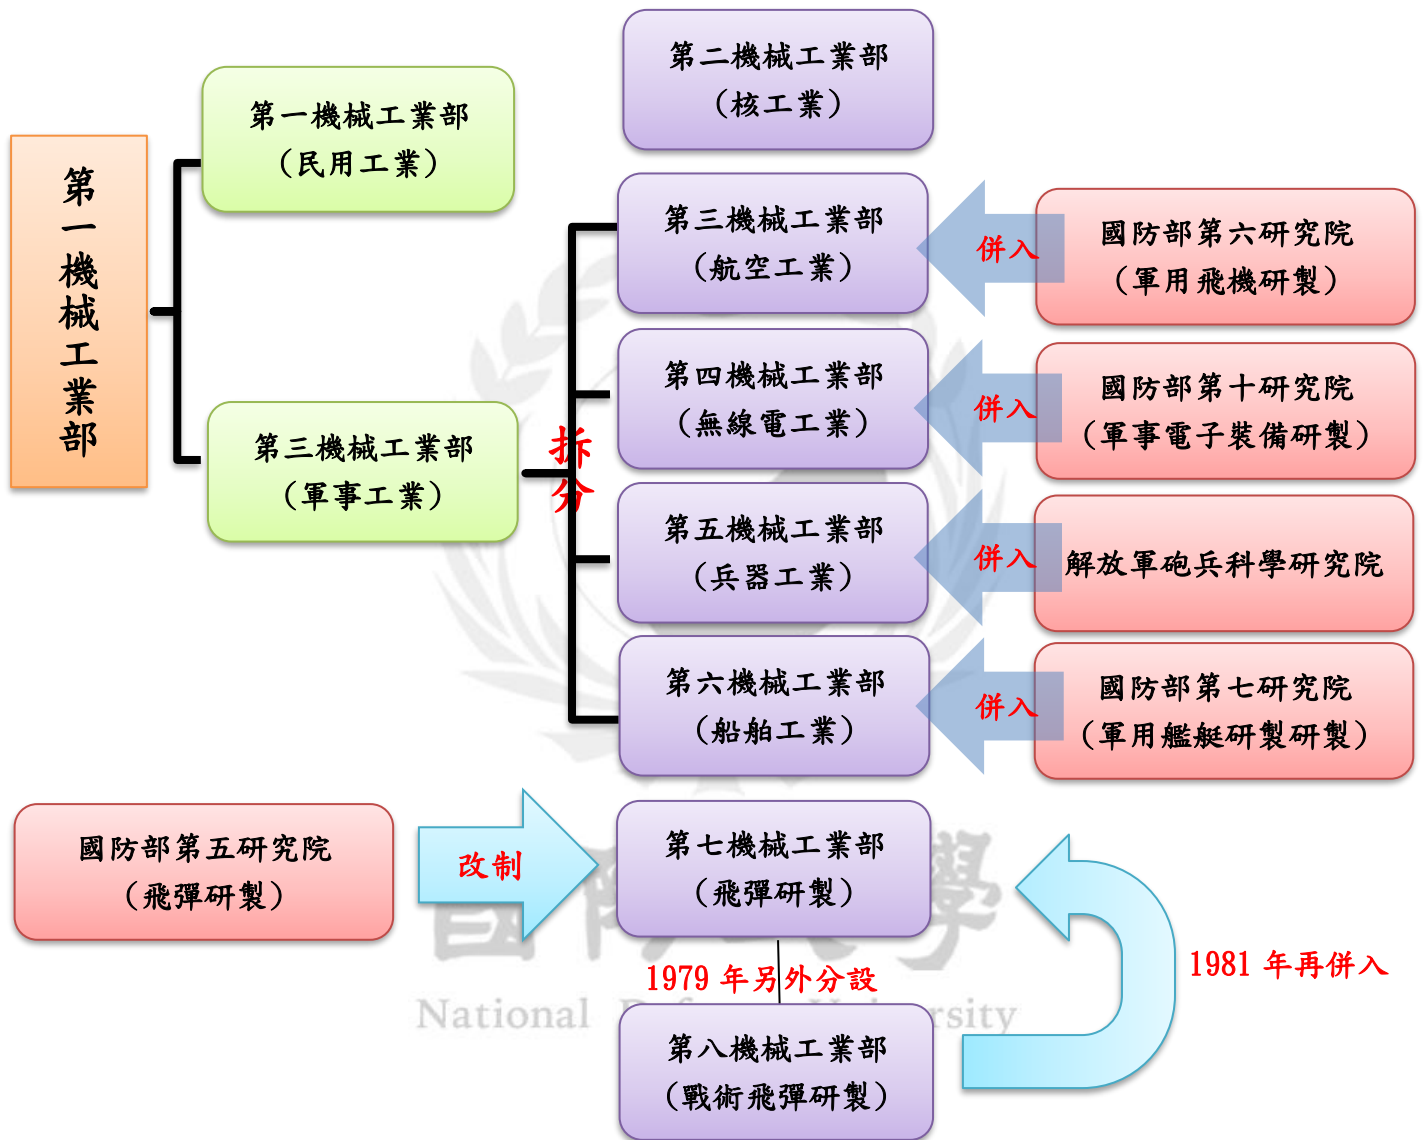 第一機械工業部
第一機械工業部
（民用工業）
第三機械工業部
（軍事工業）
拆分
第二機械工業部
（核工業）
第三機械工業部
（航空工業）
併入
國防部第六研究院
（軍用飛機研製）
第四機械工業部
（無線電工業）
併入
國防部第十研究院
（軍事電子裝備研製）
第五機械工業部
（兵器工業）
併入
解放軍砲兵科學研究院
第六機械工業部
（船舶工業）
併入
國防部第七研究院
（軍用艦艇研製研製）
國防部第五研究院
（飛彈研製）
改制
第七機械工業部
（飛彈研製）
1979 年另外分設
1981 年再併入
第八機械工業部
（戰術飛彈研製）
國防大學
National Defense University